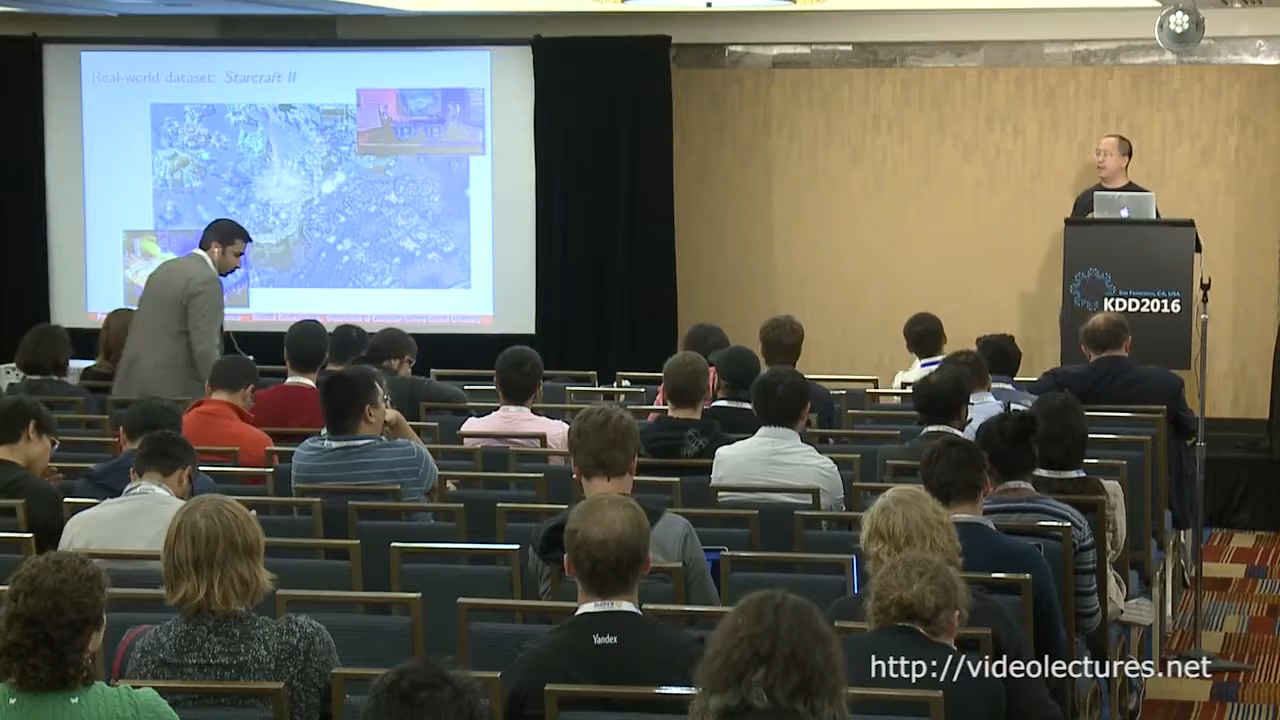 Real-world dataset: Starcraft II
San Francisco, CA, USA
KDD2016
Yandex
http://videolectures.net